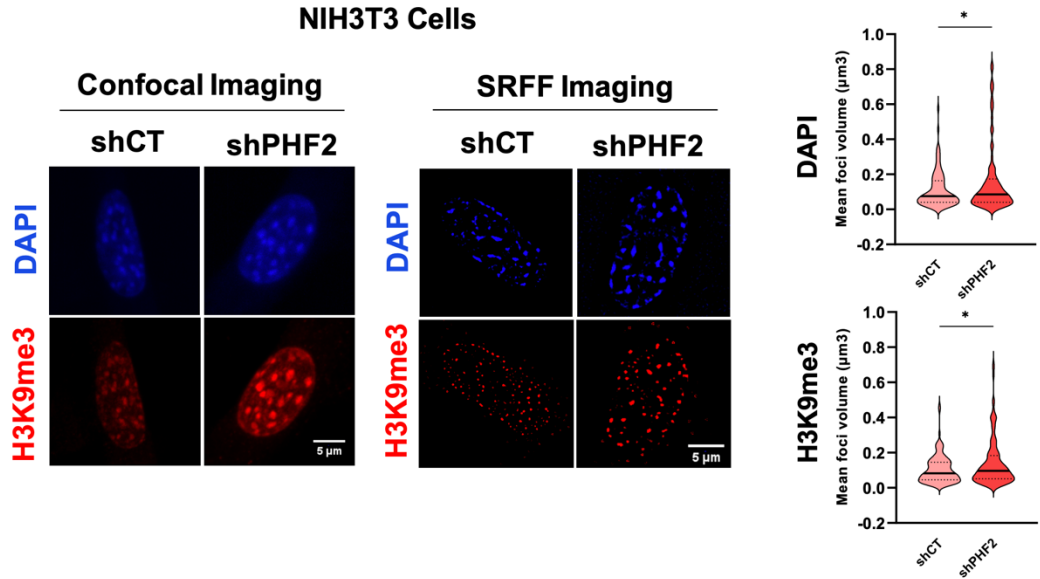 NIH3T3 Cells
Confocal Imaging
shCT
shPHF2
DAPI
H3K9me3
5 µm
SRFF Imaging
shCT
shPHF2
DAPI
H3K9me3
5 µm
DAPI
Mean foci volume (µm3)
1.0
0.8
0.6
0.4
0.2
0.0
-0.2
*
shCT
shPHF2
H3K9me3
Mean foci volume (µm3)
1.0
0.8
0.6
0.4
0.2
0.0
-0.2
*
shCT
shPHF2